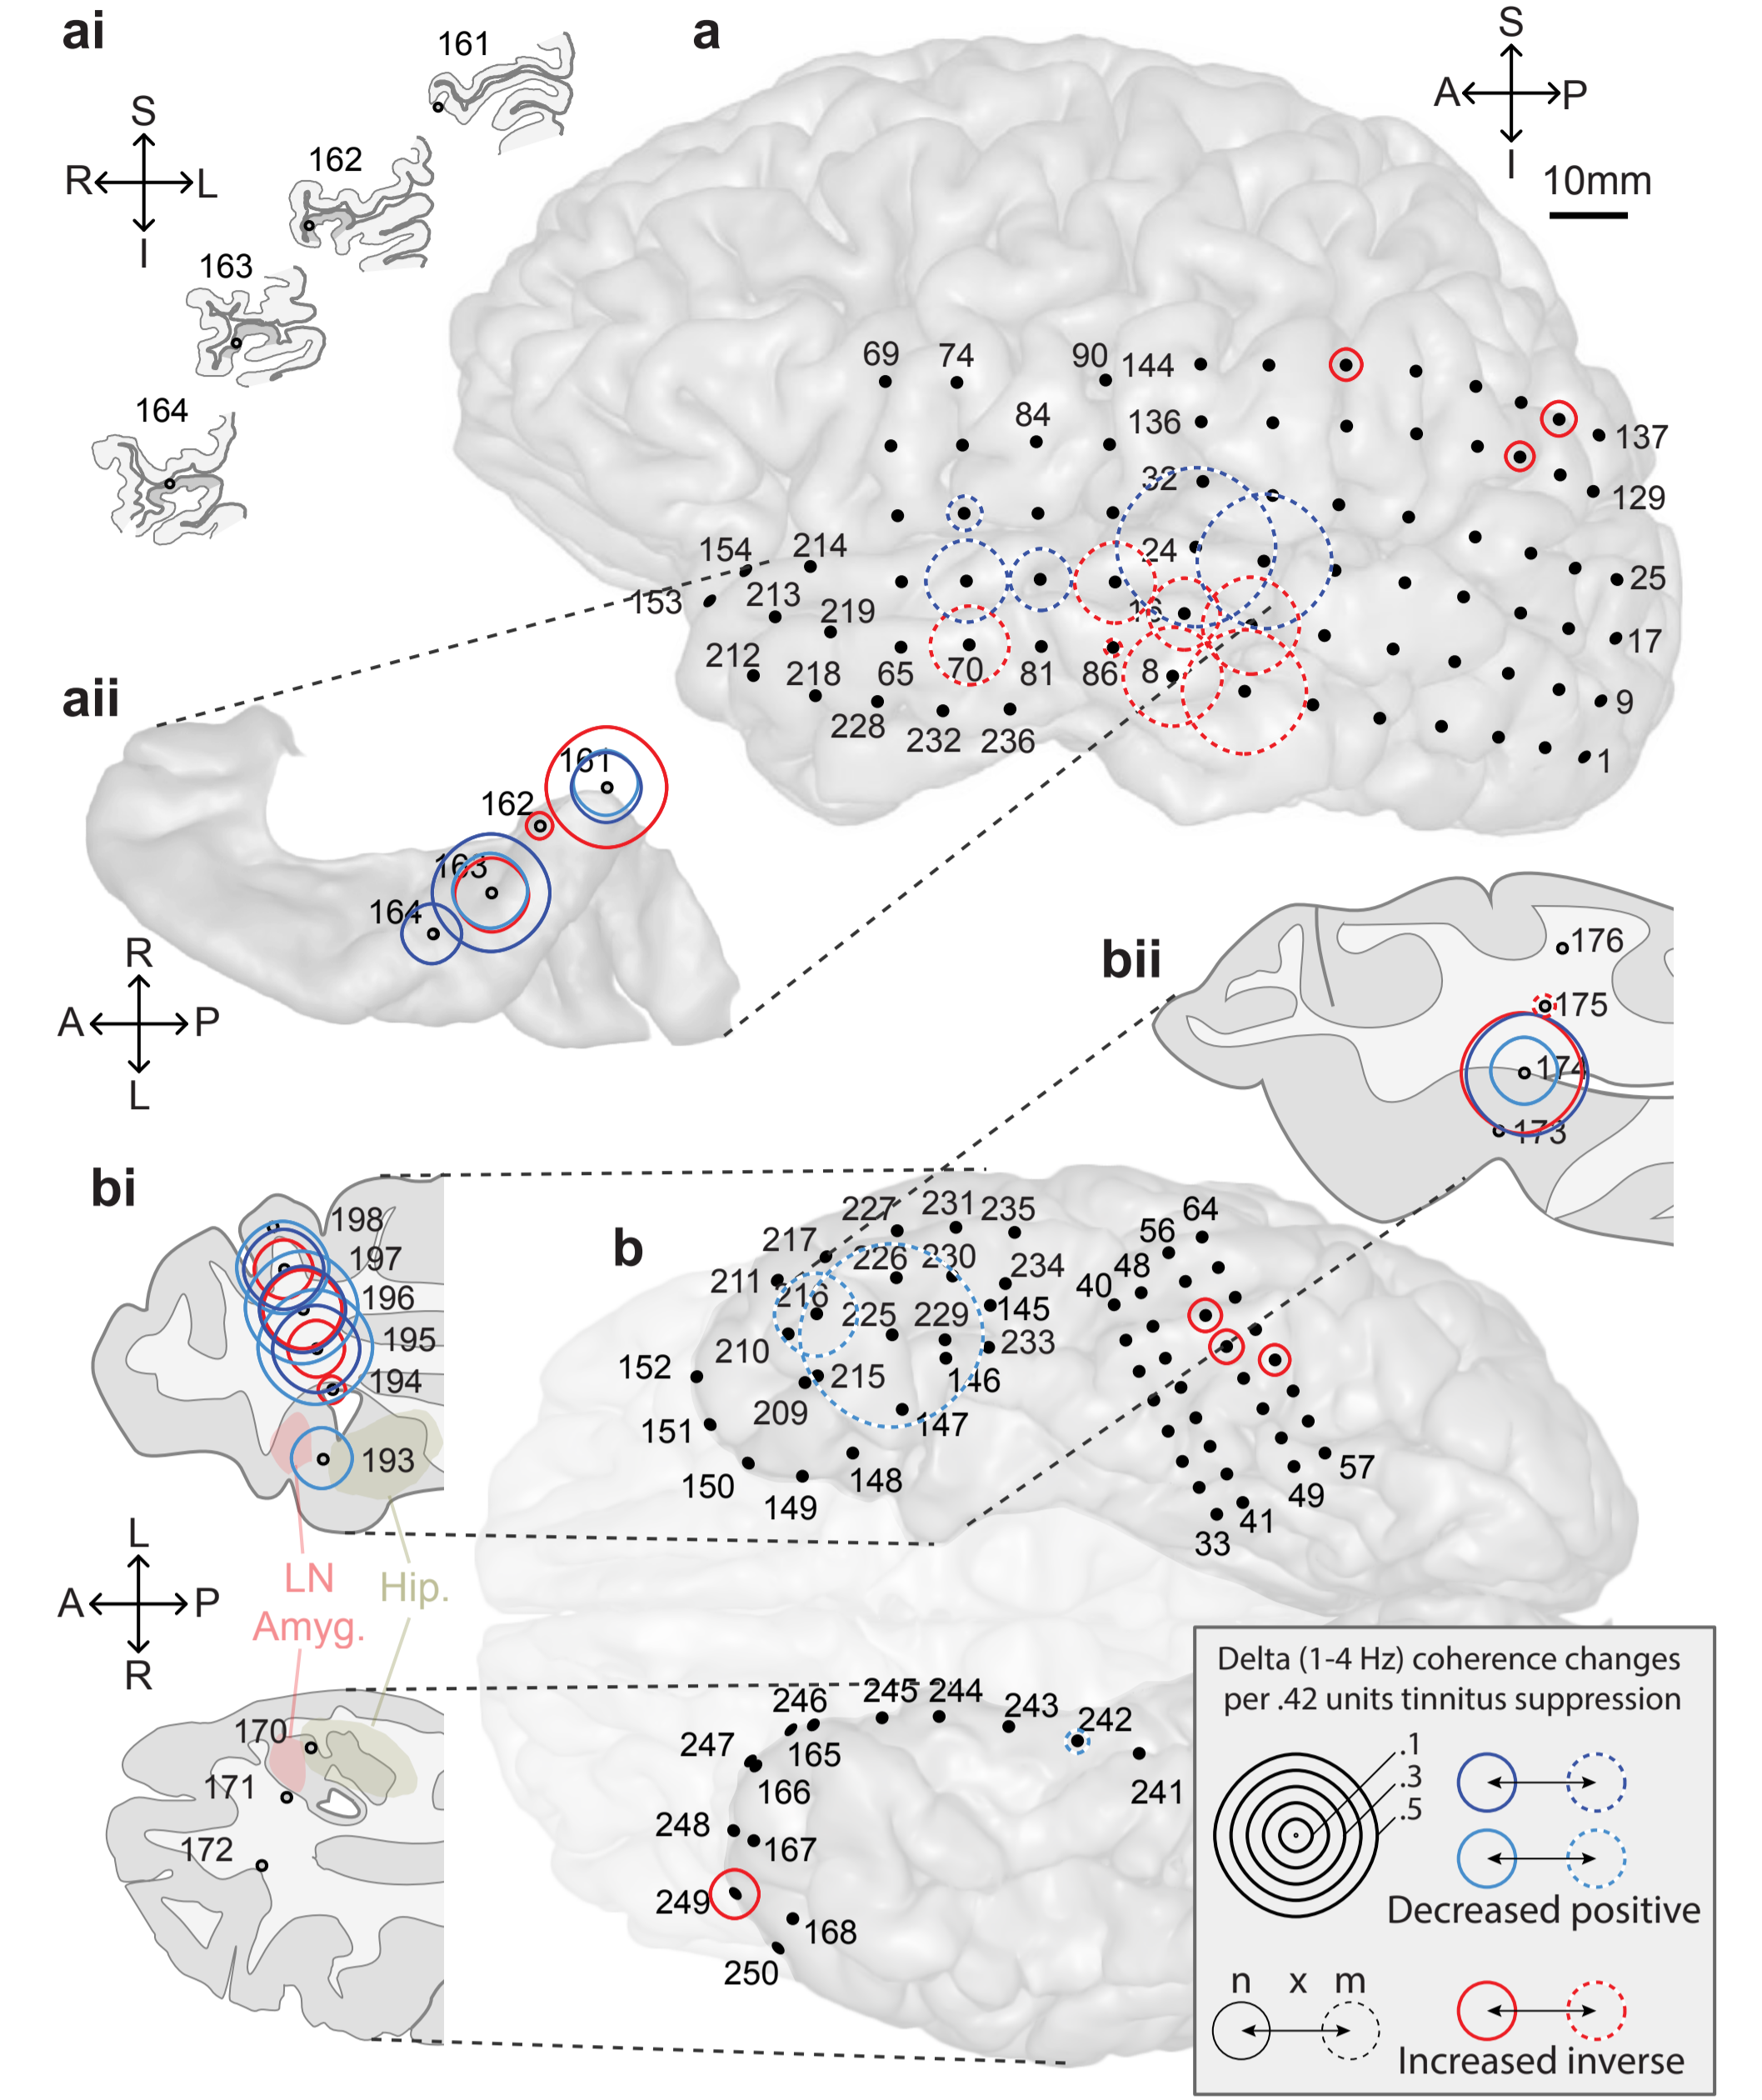 ai
161
S
R L
I
162
163
164
a
S
A P
I
10mm
69 74 90 144
84 136 137
32 129
154 214 24
153 213 219 16 25
212 218 65 70 81 86 8 17
228 232 236 9
1
aii
161
162
163
164
R
A P
L
bii
176
175
174
173
bi
198
197
196
195
194
193
LN
Amyg.
Hip.
L
A P
R
170
171
172
b
227 231 235
217 226 230 234
211 216 225 229 145
210 215 233
152 209 146
151 147
150 149 148
64
56
48
40
57
49
41
33
246 245 244 243 242
247 165 241
166
248 167
249 168
250
Delta (1-4 Hz) coherence changes
per .42 units tinnitus suppression
.1
.3
.5
Decreased positive
n x m
Increased inverse